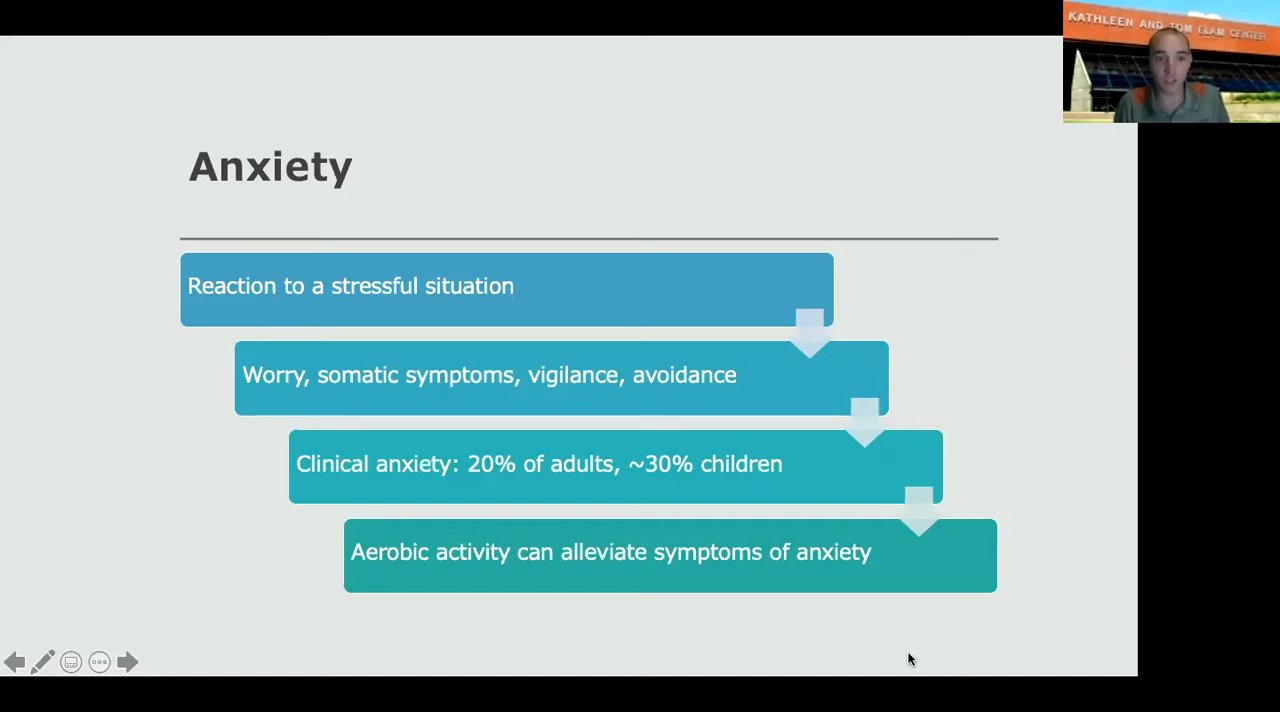 KATHLEEN AND TOM ELAM CENTER
Anxiety
Reaction to a stressful situation
Worry, somatic symptoms, vigilance, avoidance
Clinical anxiety: 20% of adults, ~30% children
Aerobic activity can alleviate symptoms of anxiety